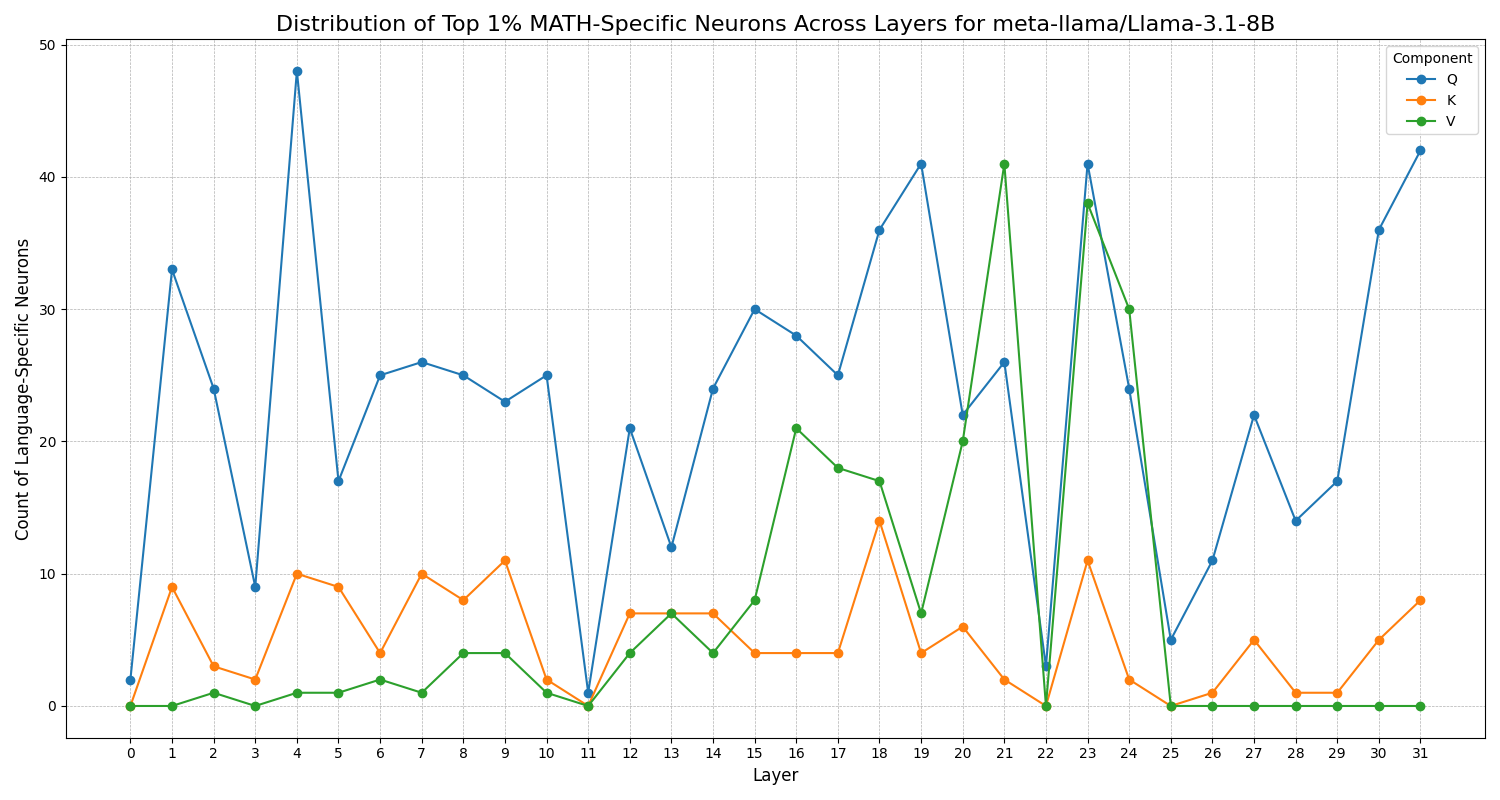 Distribution of Top 1% MATH-Specific Neurons Across Layers for meta-llama/Llama-3.1-8B
Component
Q
K
V
Count of Language-Specific Neurons
50
40
30
20
10
0
0 1 2 3 4 5 6 7 8 9 10 11 12 13 14 15 16 17 18 19 20 21 22 23 24 25 26 27 28 29 30 31
Layer